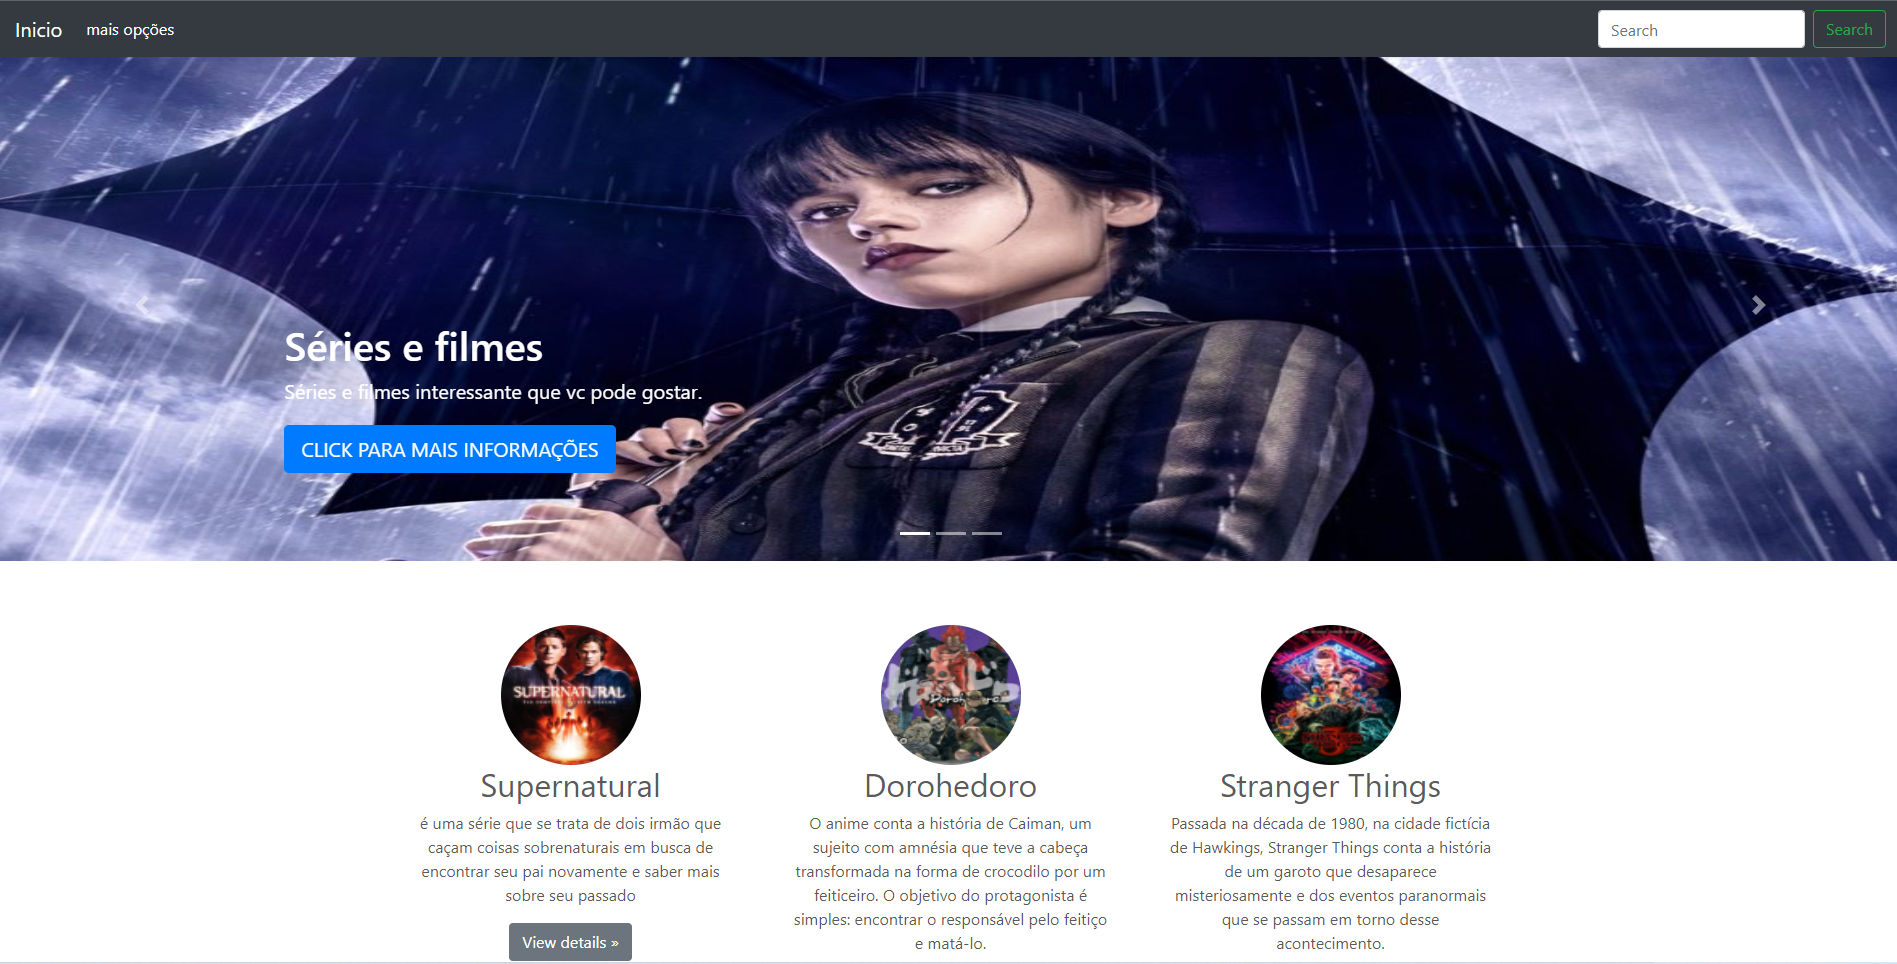 Inicio mais opções Search Search
Séries e filmes
Séries e filmes interessante que vc pode gostar.
CLICK PARA MAIS INFORMAÇÕES
SUPERNATURAL
Dorohedoro
Supernatural
é uma série que se trata de dois irmão que
caçam coisas sobrenaturais em busca de
encontrar seu pai novamente e saber mais
sobre seu passado
View details »
Dorohedoro
O anime conta a história de Caiman, um
sujeito com amnésia que teve a cabeça
transformada na forma de crocodilo por um
feiticeiro. O objetivo do protagonista é
simples: encontrar o responsável pelo feitiço
e matá-lo.
Stranger Things
Passada na década de 1980, na cidade fictícia
de Hawkings, Stranger Things conta a história
de um garoto que desaparece
misteriosamente e dos eventos paranormais
que se passam em torno desse
acontecimento.